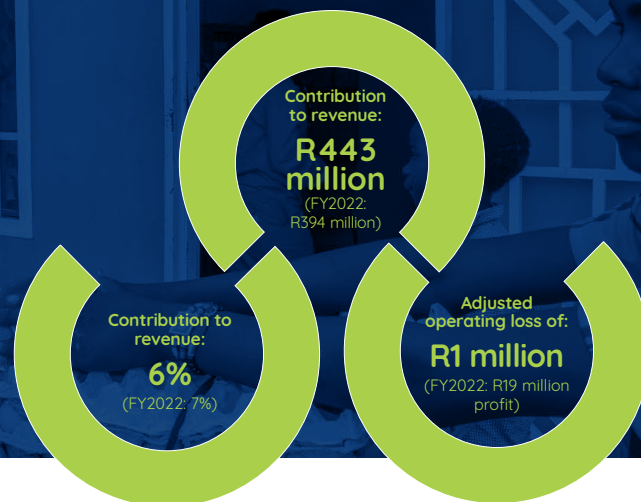 Contribution
to revenue:
R443
million
(FY2022:
R394 million)
Contribution to
revenue:
6%
(FY2022: 7%)
Adjusted
operating loss of:
R1 million
(FY2022: R19 million
profit)